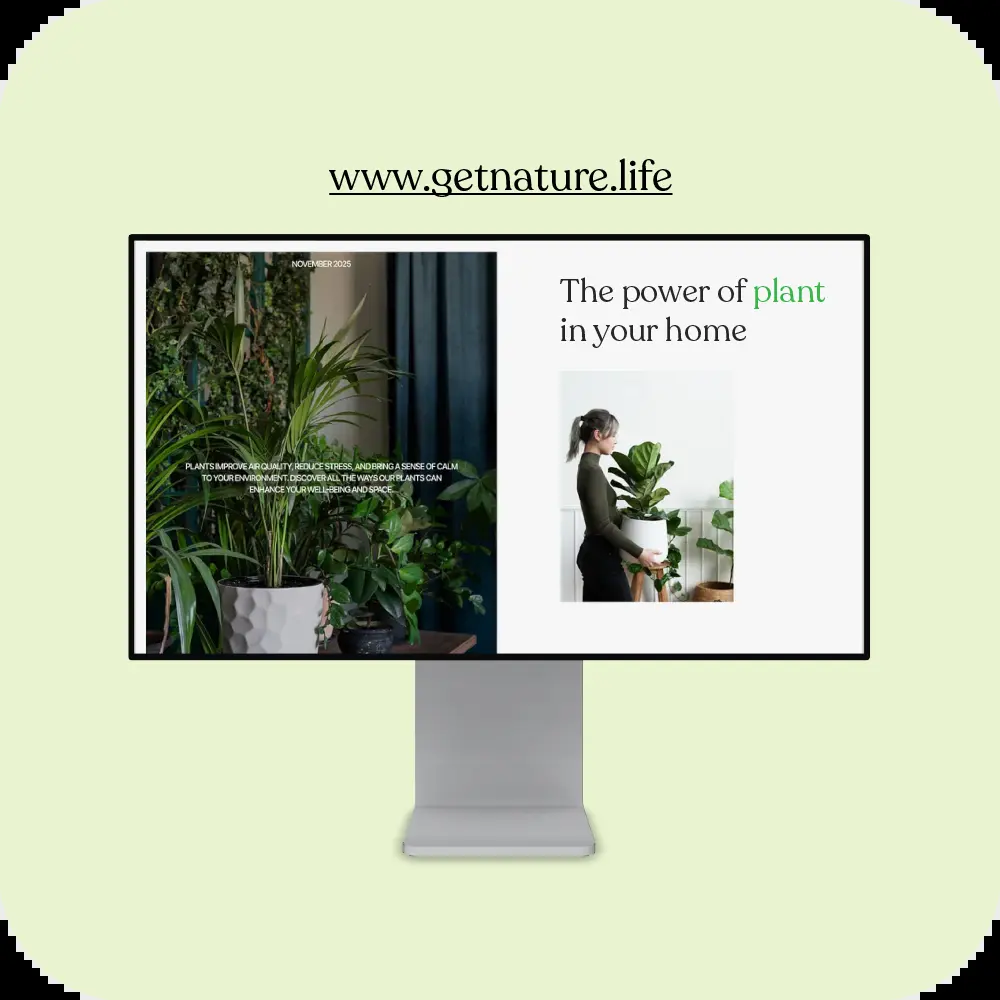 www.getnature.life
NOVEMBER 2025
PLANTS IMPROVE AIR QUALITY, REDUCE STRESS, AND BRING A SENSE OF CALM
TO YOUR ENVIRONMENT. DISCOVER ALL THE WAYS OUR PLANTS CAN
ENHANCE YOUR WELL-BEING AND SPACE...
The power of plant
in your home